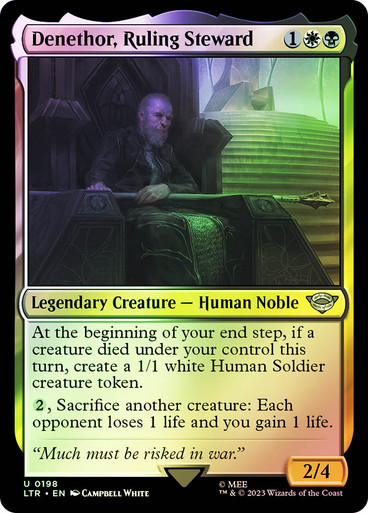 Denethor, Ruling Steward 1
Legendary Creature — Human Noble
At the beginning of your end step, if a
creature died under your control this
turn, create a 1/1 white Human Soldier
creature token.
2, Sacrifice another creature: Each
opponent loses 1 life and you gain 1 life.
“Much must be risked in war.”
2/4
U 0198
LTR • EN CAMPBELL WHITE
© MEE
™ & © 2023 Wizards of the Coast